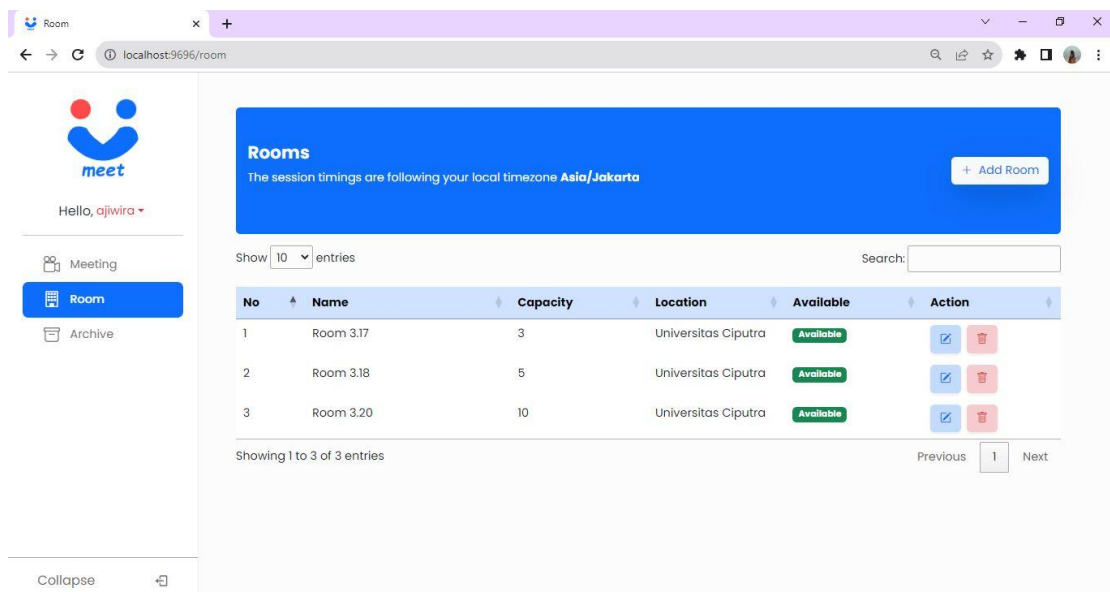 Room
localhost:9696/room
meet
Hello, ajiwira
Meeting
Room
Archive
Collapse
Rooms
The session timings are following your local timezone Asia/Jakarta
+ Add Room
Show 10 entries
Search:
No Name Capacity Location Available Action
1 Room 3.17 3 Universitas Ciputra Available
2 Room 3.18 5 Universitas Ciputra Available
3 Room 3.20 10 Universitas Ciputra Available
Showing 1 to 3 of 3 entries
Previous 1 Next